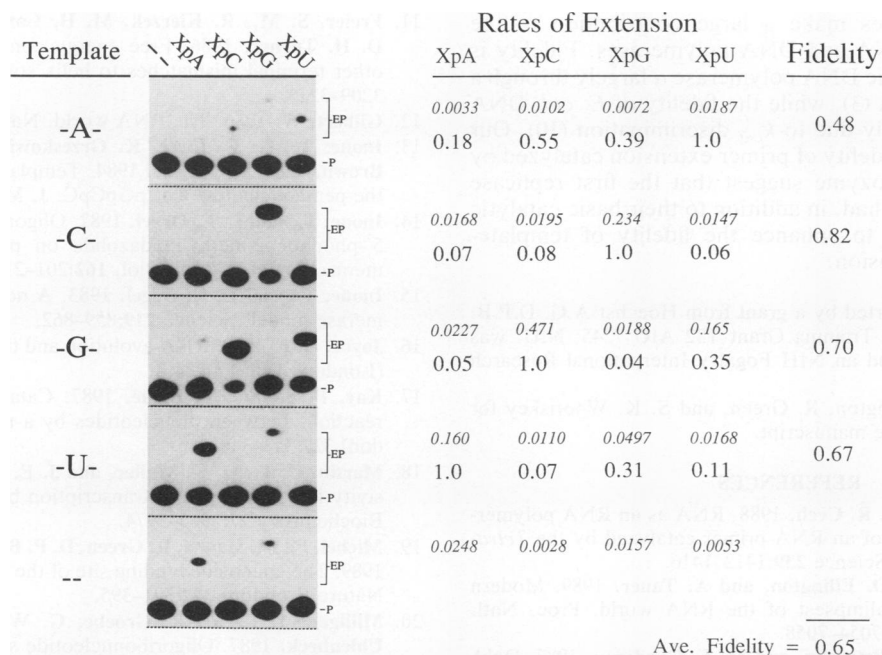 Rates of Extension
Template - XpA XpC XpG XpU XpA XpC XpG XpU Fidelity
-A- EP 0.0033 0.0102 0.0072 0.0187 0.48
P 0.18 0.55 0.39 1.0
-C- EP 0.0168 0.0195 0.234 0.0147 0.82
P 0.07 0.08 1.0 0.06
-G- EP 0.0227 0.471 0.0188 0.165 0.70
P 0.05 1.0 0.04 0.35
-U- EP 0.160 0.0110 0.0497 0.0168 0.67
P 1.0 0.07 0.31 0.11
-- EP 0.0248 0.0028 0.0157 0.0053
P
Ave. Fidelity = 0.65